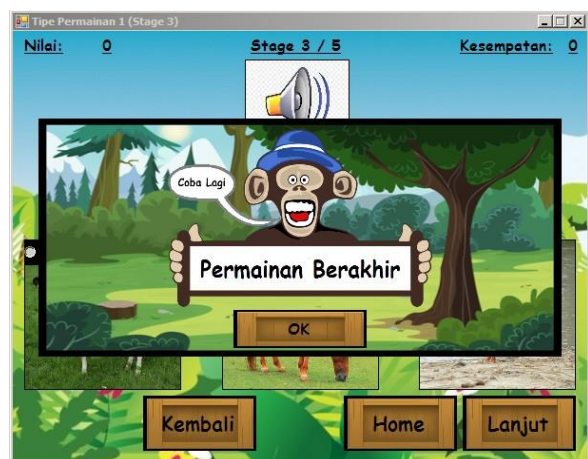 Tipe Permainan 1 (Stage 3)
Nilai: 0 Stage 3 / 5 Kesempatan: 0
Coba Lagi
Permainan Berakhir
OK
Kembali Home Lanjut